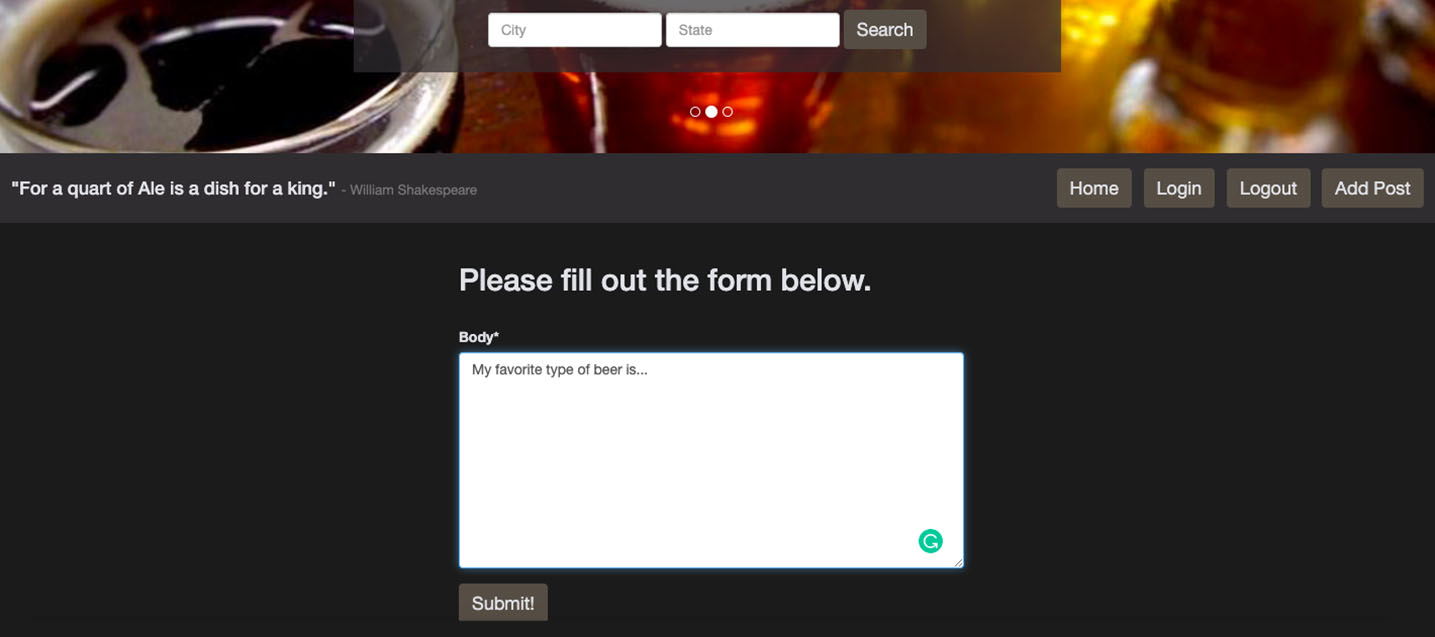 City State Search
"For a quart of Ale is a dish for a king." - William Shakespeare Home Login Logout Add Post
Please fill out the form below.
Body*
My favorite type of beer is...
Submit!